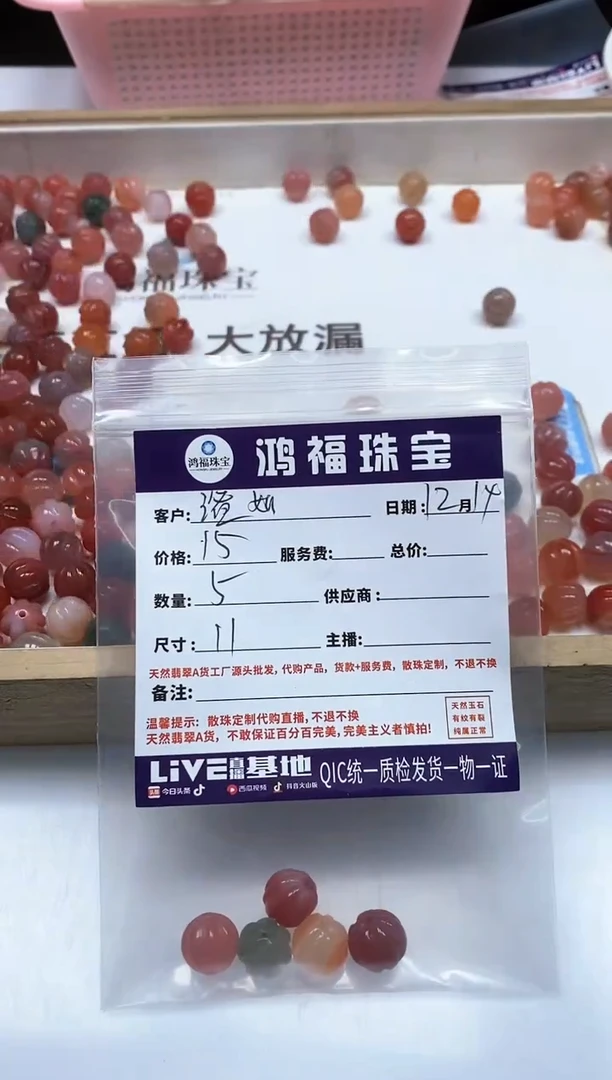 福珠宝
大放漏
鸿福珠宝
鸿福珠宝
客户: 日期:12月14
价格:15 服务费: 总价:
数量:5 供应商:
尺寸:11 主播:
天然翡翠A货工厂源头批发,代购产品,货款+服务费,散珠定制,不退不换
备注:
温馨提示:散珠定制代购直播,不退不换
天然翡翠A货,不敢保证百分百完美,完美主义者慎拍!
天然玉石
有纹有裂
纯属正常
LiVE直播基地 QIC统一质检发货一物一证
头条 今日头条 西瓜视频 抖音火山版